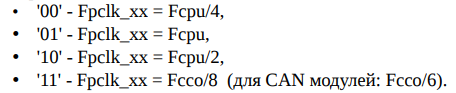 • '00' - Fpclk_xx = Fcpu/4,
• '01' - Fpclk_xx = Fcpu,
• '10' - Fpclk_xx = Fcpu/2,
• '11' - Fpclk_xx = Fcco/8 (для CAN модулей: Fcco/6).